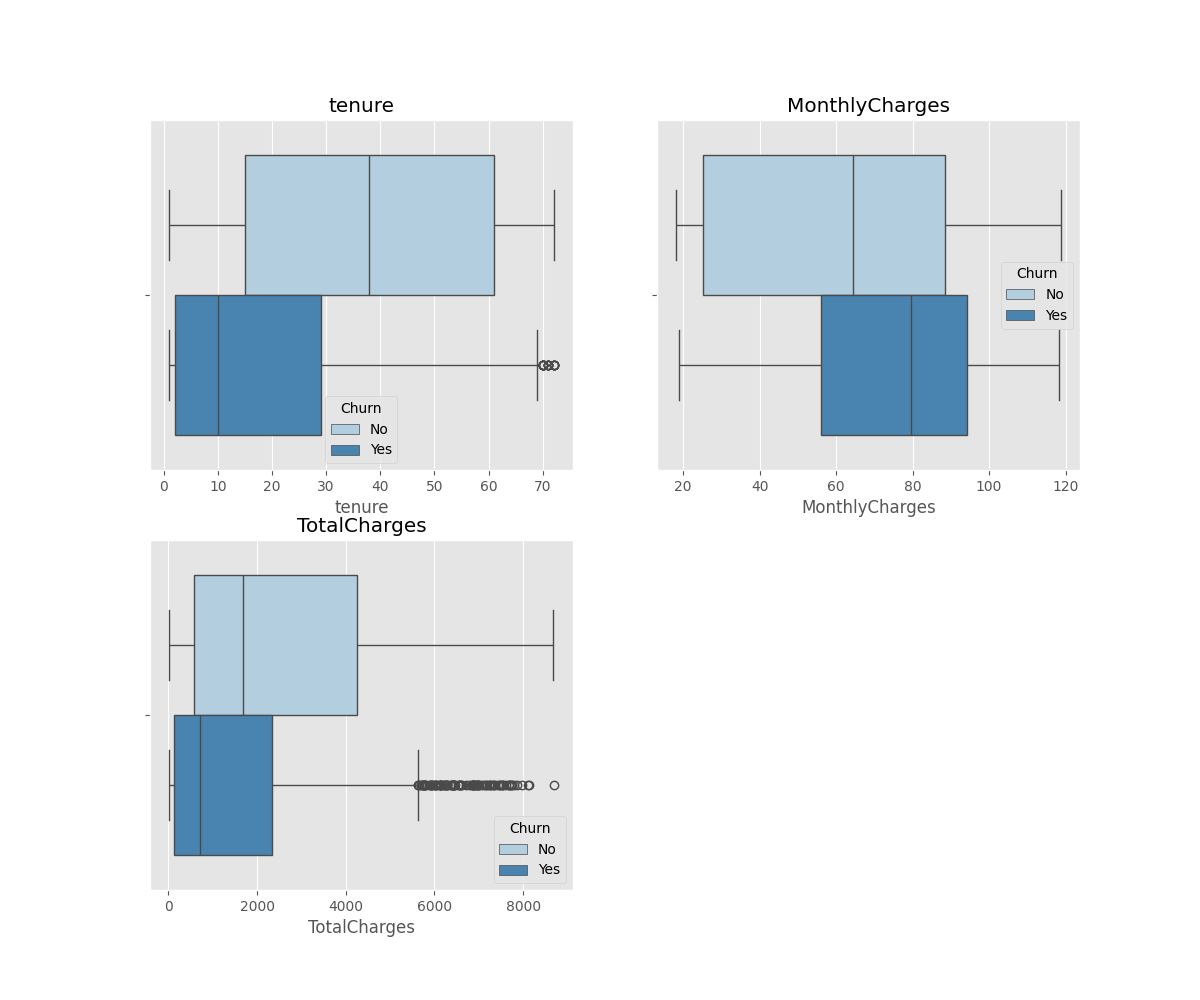 tenure
Churn
No
Yes
0 10 20 30 40 50 60 70
tenure
MonthlyCharges
Churn
No
Yes
20 40 60 80 100 120
MonthlyCharges
TotalCharges
Churn
No
Yes
0 2000 4000 6000 8000
TotalCharges